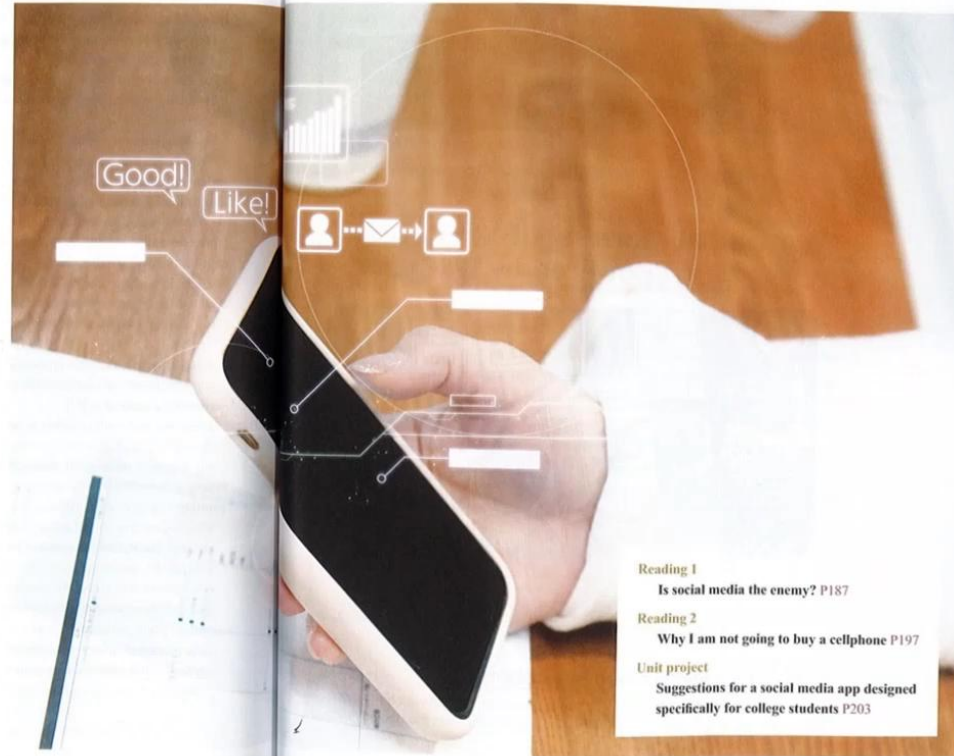 Good!
Like!
Reading 1
Is social media the enemy? P187
Reading 2
Why I am not going to buy a cellphone P197
Unit project
Suggestions for a social media app designed
specifically for college students P203